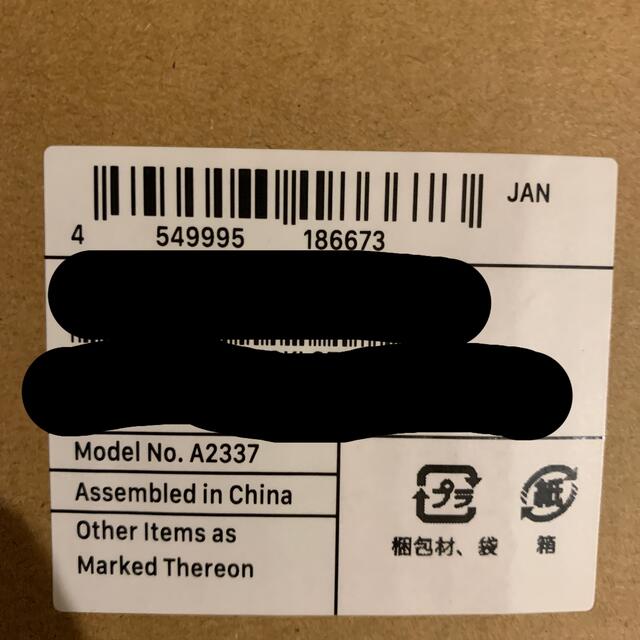 JAN
4 549995 186673
Model No. A2337
Assembled in China
Other Items as
Marked Thereon
プラ
紙
梱包材、袋
箱